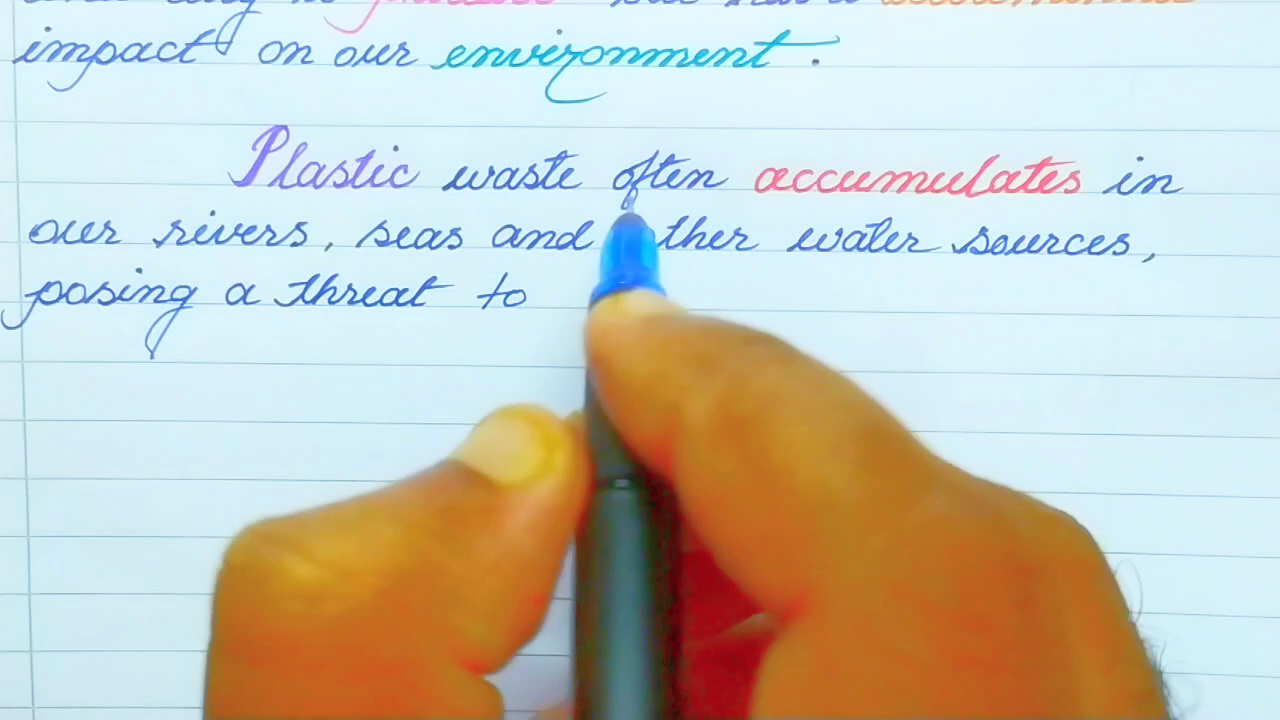 impact on our environment.
Plastic waste often accumulates in
our rivers, seas and other water sources,
posing a threat to